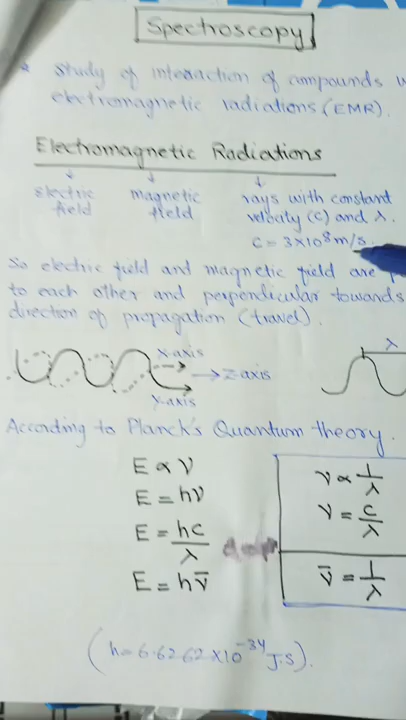 Spectroscopy
* Study of interaction of compounds
electromagnetic radiations (EMR).
Electromagnetic Radiations
electric field
magnetic field
rays with constant
velocity (c) and λ.
c = 3×10⁸m/s.
So electric field and magnetic field are
to each other and perpendicular towards
direction of propagation (travel).
X-axis
→ Z-axis
Y-axis
λ
According to Planck's Quantum theory.
E ∝ ν
E = hν
E = hc/λ
E = hν̄
ν ∝ 1/λ
ν = c/λ
ν̄ = 1/λ
(h = 6.6262 × 10⁻³⁴ J.S).